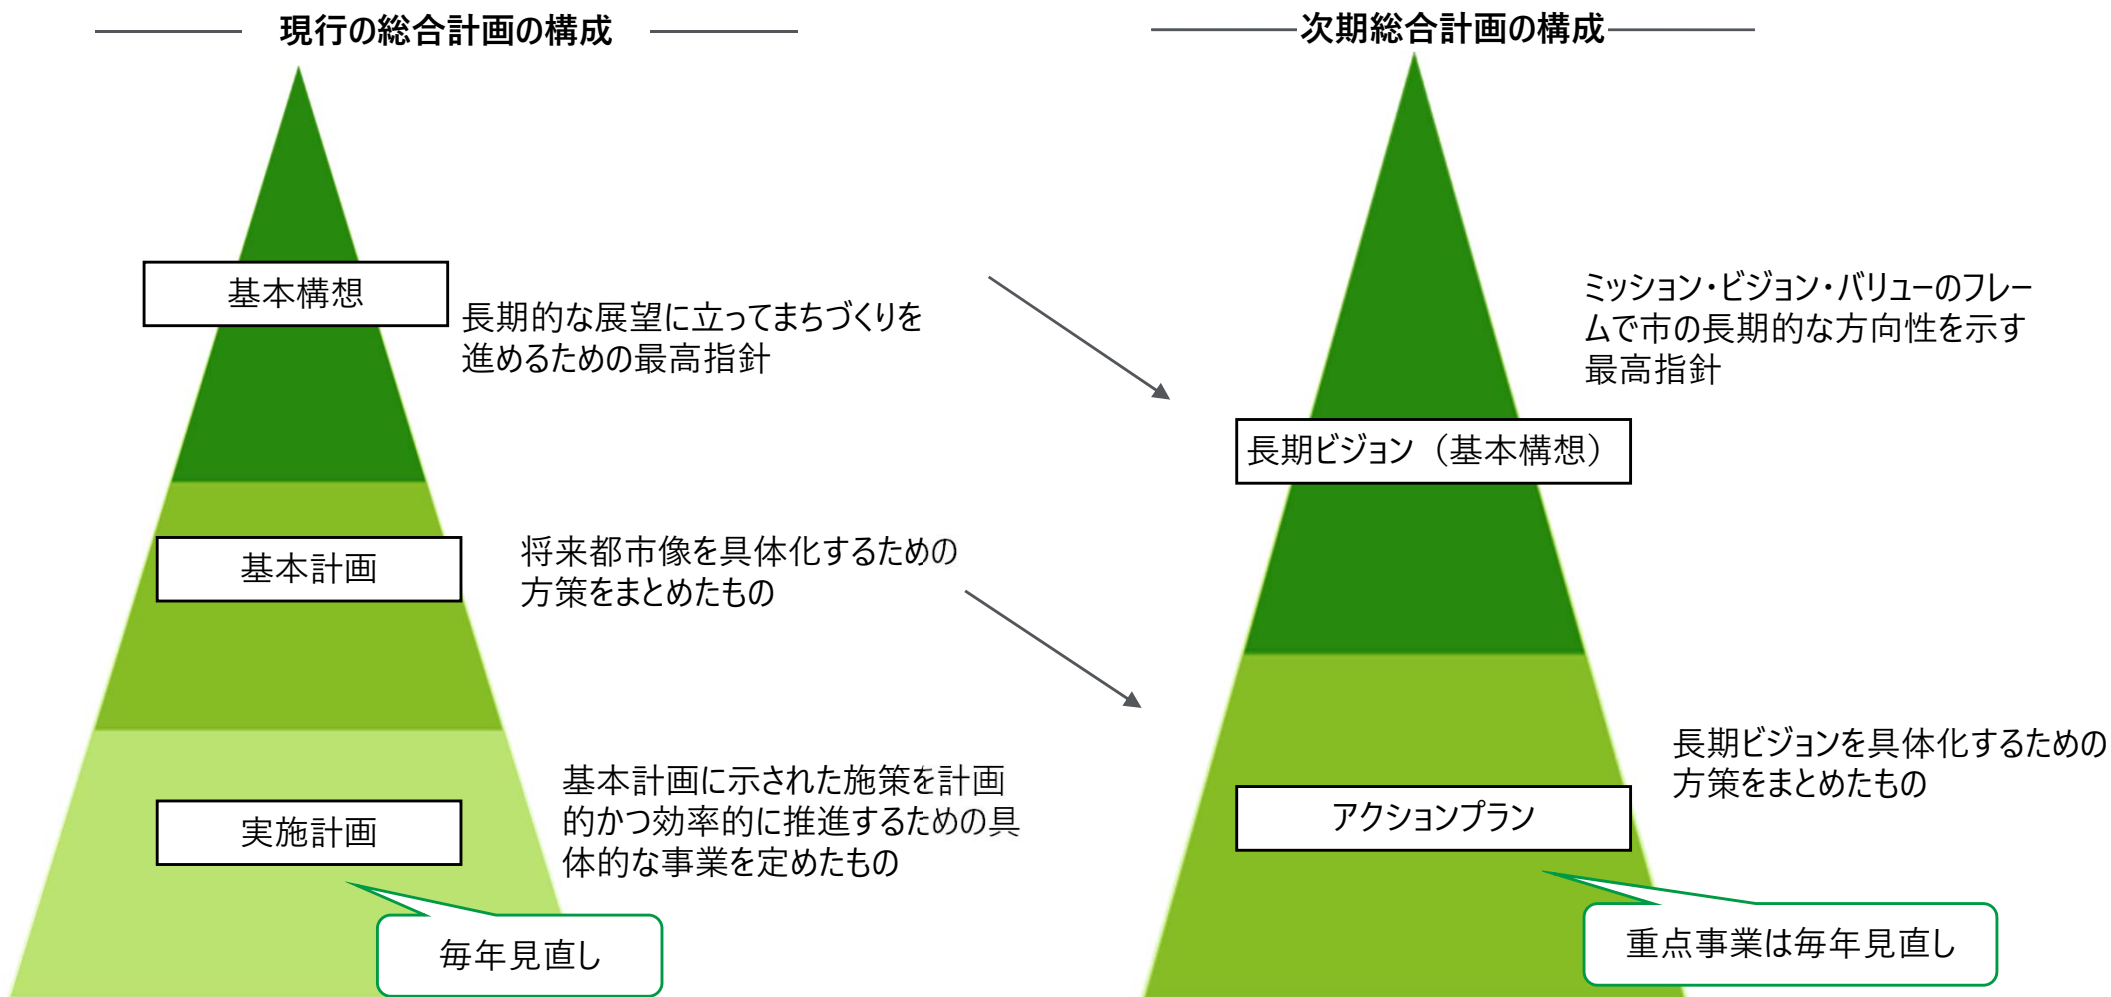 現行の総合計画の構成
基本構想
長期的な展望に立ってまちづくりを
進めるための最高指針
基本計画
将来都市像を具体化するための
方策をまとめたもの
実施計画
基本計画に示された施策を計画
的かつ効率的に推進するための具
体的な事業を定めたもの
毎年見直し
次期総合計画の構成
ミッション・ビジョン・バリューのフレー
ムで市の長期的な方向性を示す
最高指針
長期ビジョン（基本構想）
長期ビジョンを具体化するための
方策をまとめたもの
アクションプラン
重点事業は毎年見直し